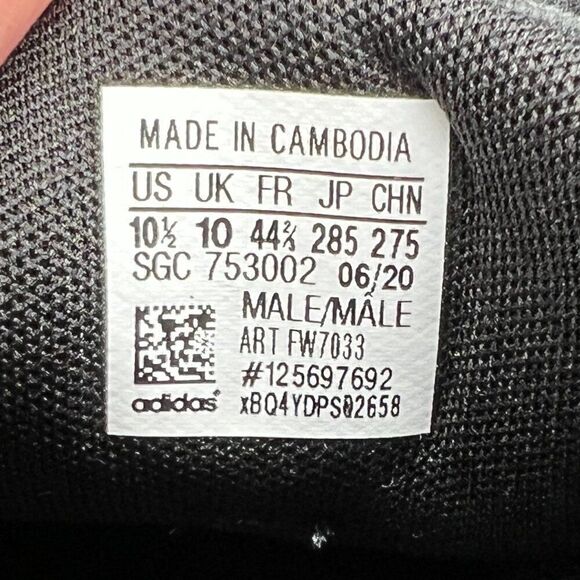 MADE IN CAMBODIA
US UK FR JP CHN
10½ 10 44⅔ 285 275
SGC 753002 06/20
MALE/MÂLE
ART FW7033
#125697692
adidas xBQ4YDPS02658